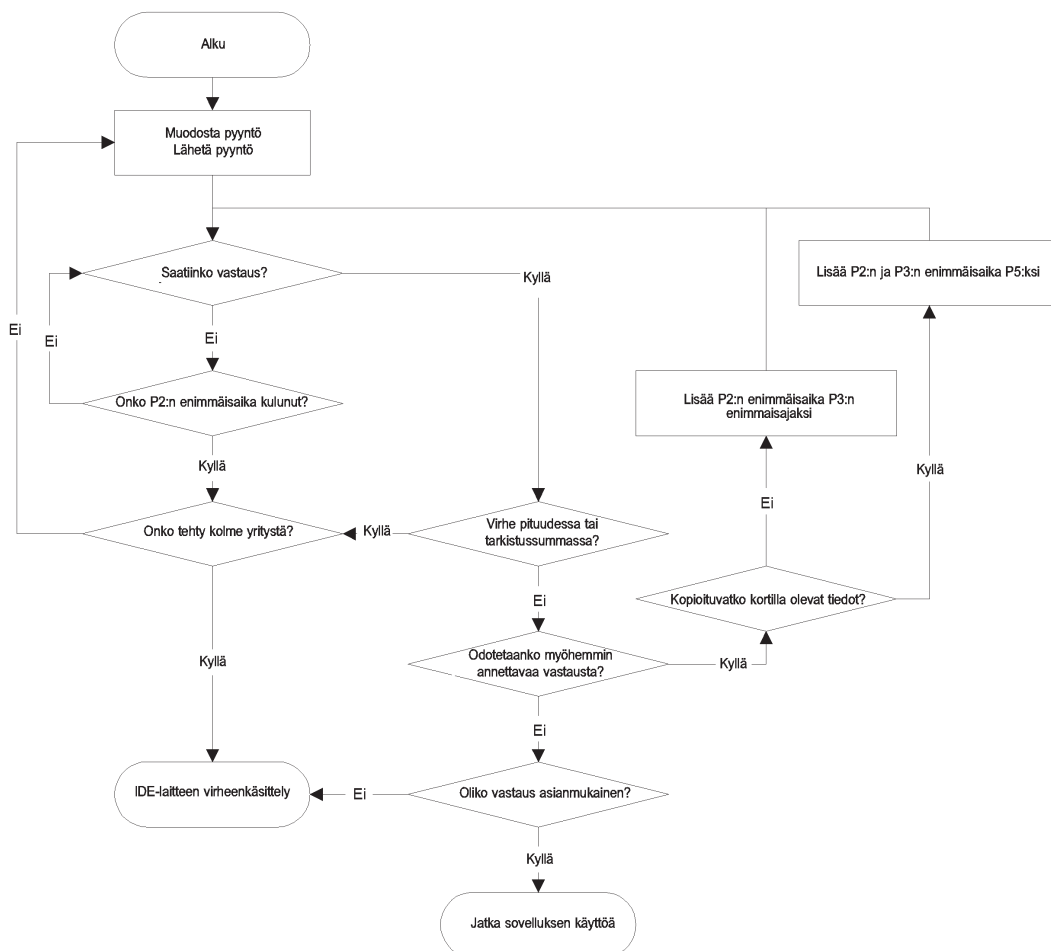 Alku
Muodosta pyyntö
Lähetä pyyntö
Saatiinko vastaus?
Kyllä
Lisää P2:n ja P3:n enimmäisaika P5:ksi
Ei
Ei
Ei
Onko P2:n enimmäisaika kulunut?
Lisää P2:n enimmäisaika P3:n
enimmaisajaksi
Kyllä
Kyllä
Ei
Onko tehty kolme yritystä?
Kyllä
Virhe pituudessa tai
tarkistussummassa?
Ei
Kopioituvatko kortilla olevat tiedot?
Kyllä
Odotetaanko myöhemmin
annettavaa vastausta?
Kyllä
Ei
IDE-laitteen virheenkäsittely
Ei
Oliko vastaus asianmukainen?
Kyllä
Jatka sovelluksen käyttöä